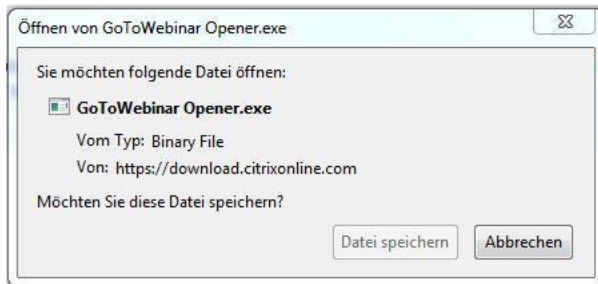 Öffnen von GoToWebinar Opener.exe
Sie möchten folgende Datei öffnen:
GoToWebinar Opener.exe
Vom Typ: Binary File
Von: https://download.citrixonline.com
Möchten Sie diese Datei speichern?
Datei speichern Abbrechen